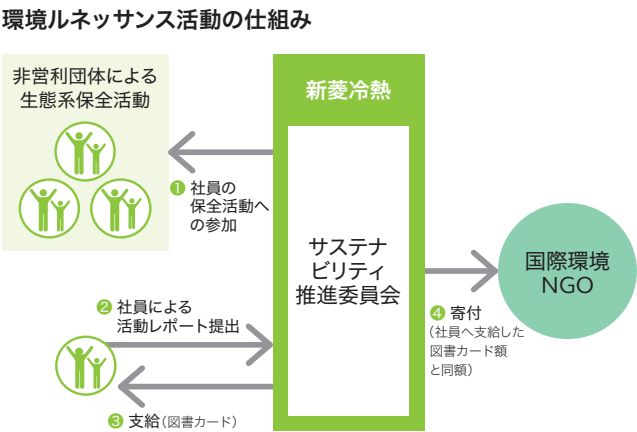 環境ルネッサンス活動の仕組み
非営利団体による
生態系保全活動
新菱冷熱
❶ 社員の
保全活動へ
の参加
サステナ
ビリティ
推進委員会
国際環境
NGO
❷ 社員による
活動レポート提出
❹ 寄付
(社員へ支給した
図書カード額
と同額)
❸ 支給(図書カード)